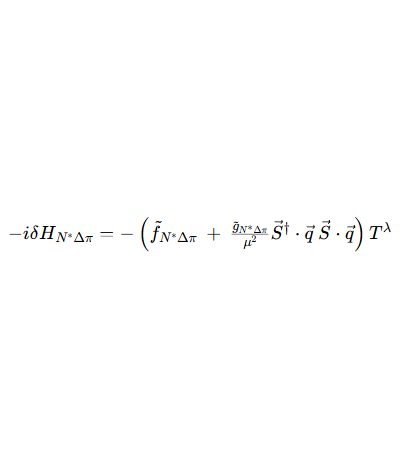 −iδH_{N*Δπ} = −(f̃_{N*Δπ} + g̃_{N*Δπ}/μ² S⃗† · q⃗ S⃗ · q⃗) T^λ